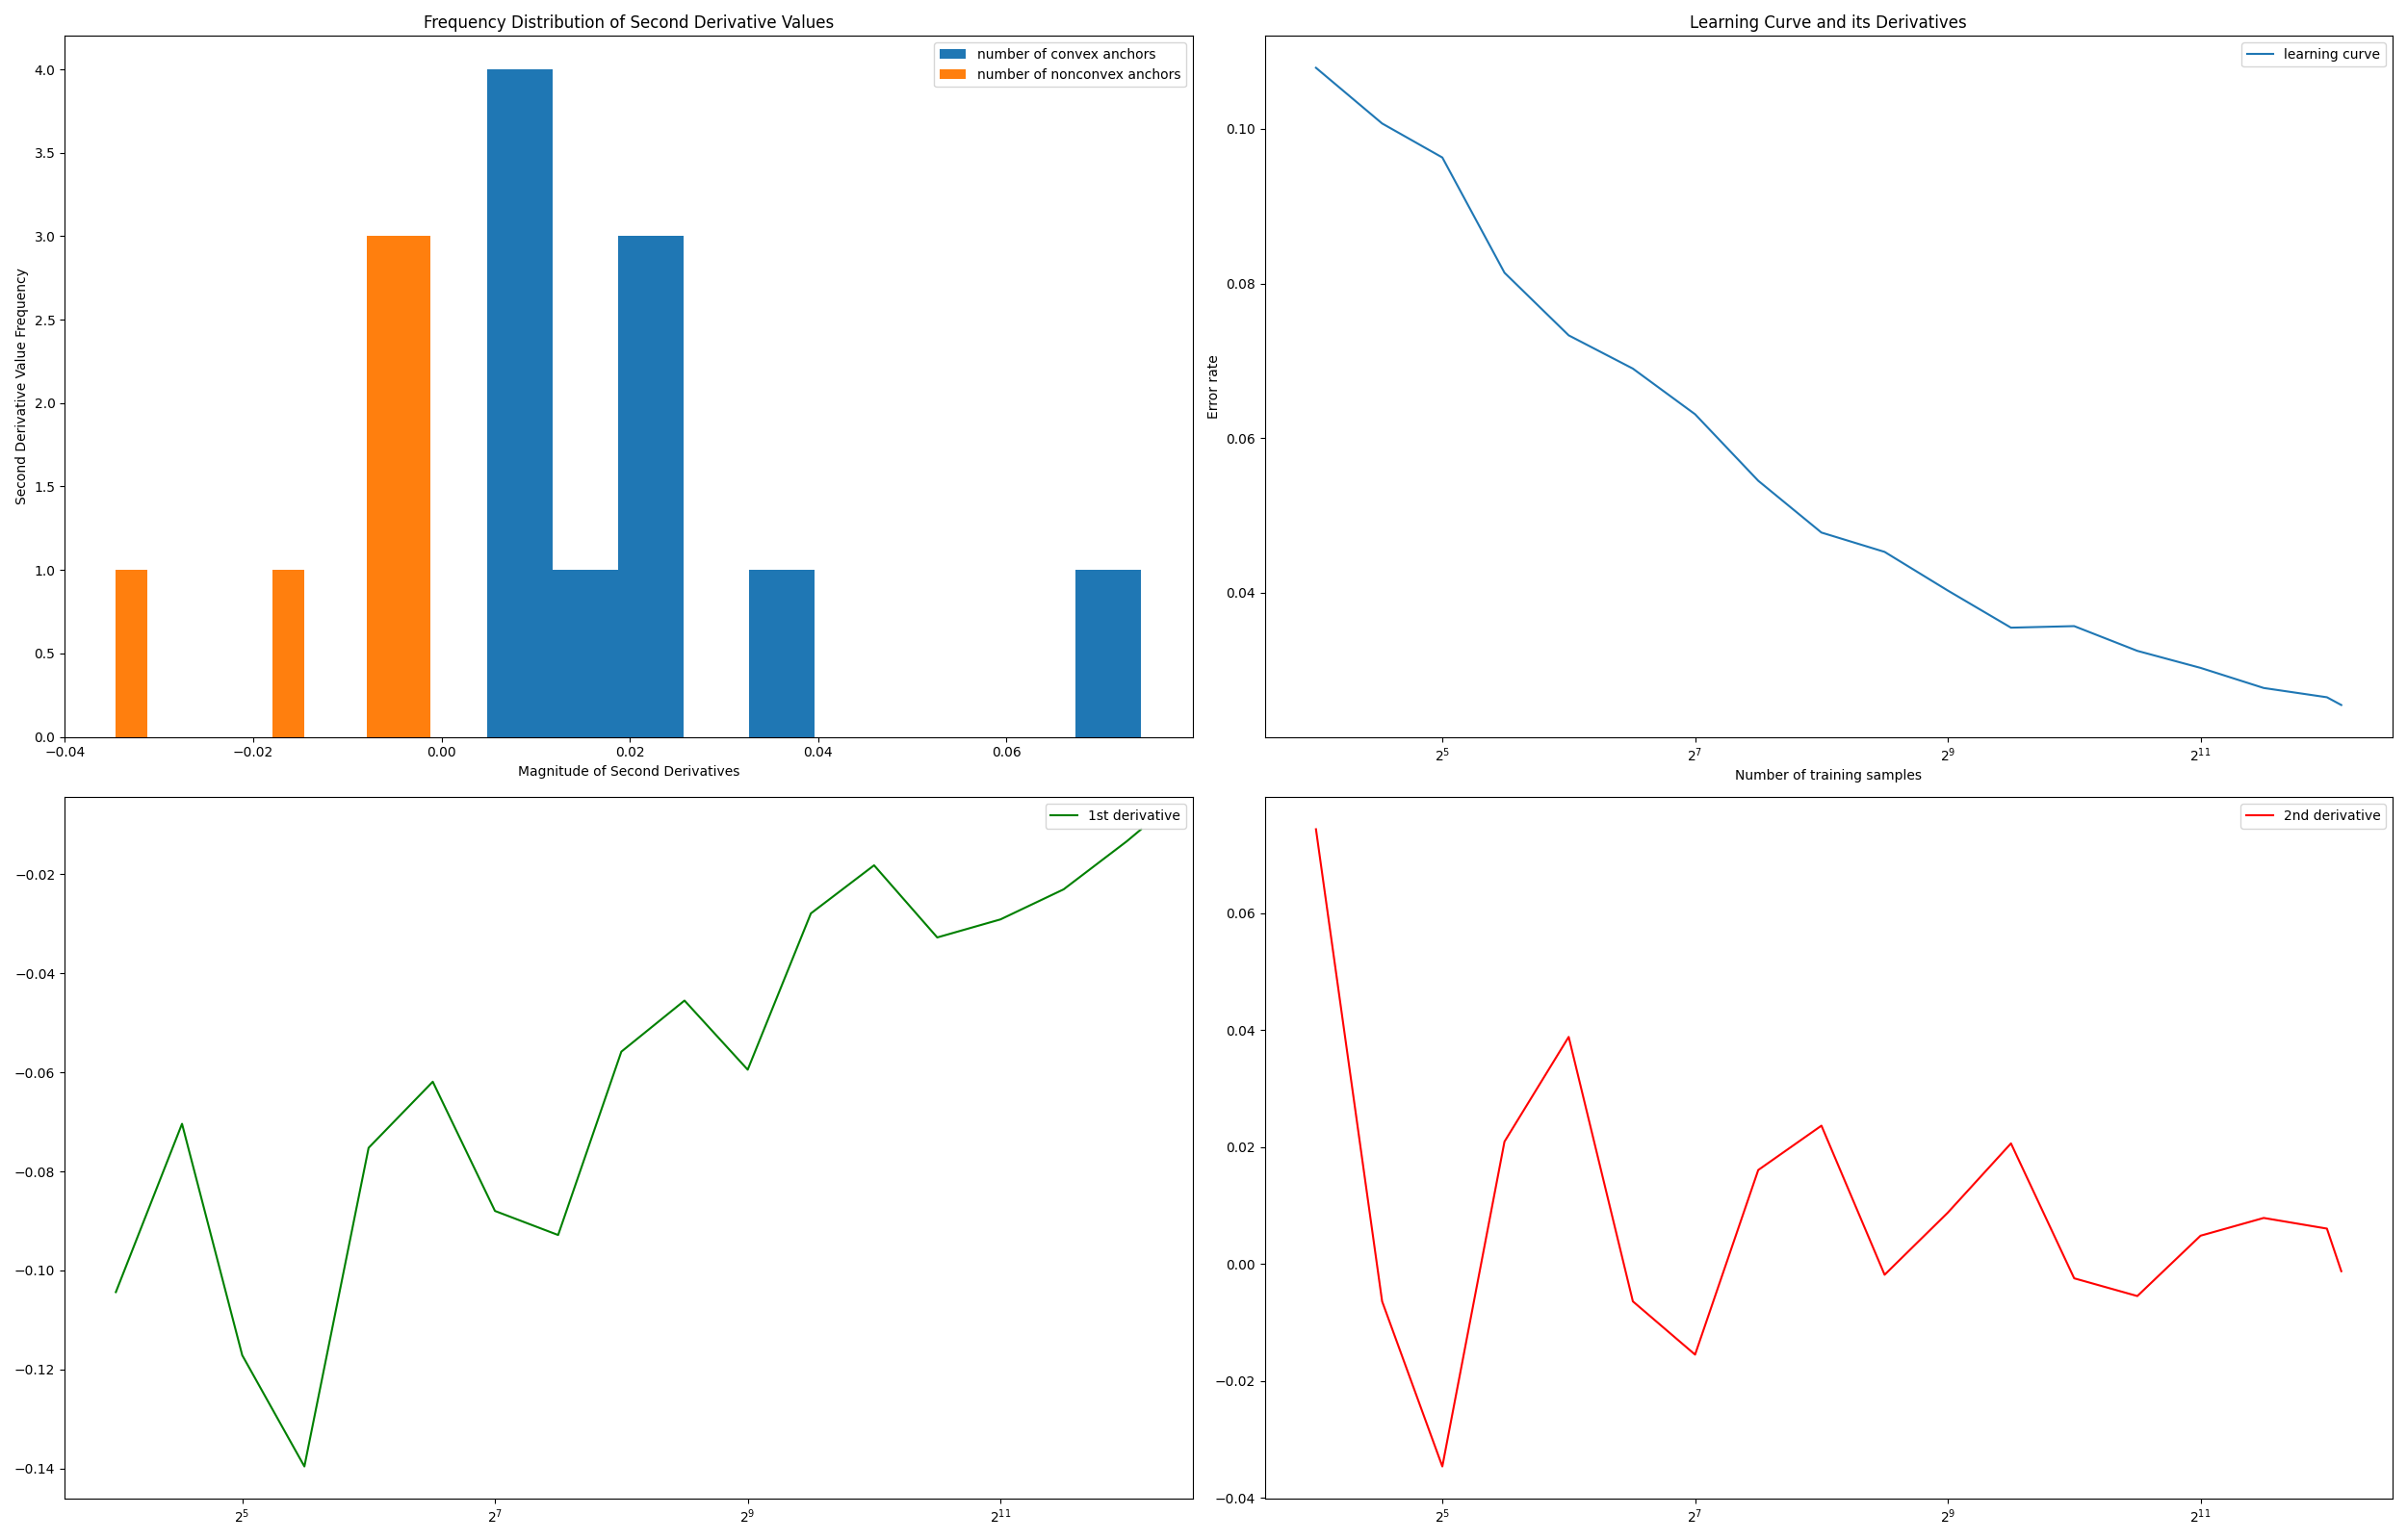 Frequency Distribution of Second Derivative Values
number of convex anchors
number of nonconvex anchors
4.0
3.5
3.0
2.5
2.0
1.5
1.0
0.5
0.0
Second Derivative Value Frequency
−0.04 −0.02 0.00 0.02 0.04 0.06
Magnitude of Second Derivatives
Learning Curve and its Derivatives
learning curve
0.10
0.08
0.06
0.04
Error rate
2⁵ 2⁷ 2⁹ 2¹¹
Number of training samples
1st derivative
−0.02
−0.04
−0.06
−0.08
−0.10
−0.12
−0.14
2⁵ 2⁷ 2⁹ 2¹¹
2nd derivative
0.06
0.04
0.02
0.00
−0.02
−0.04
2⁵ 2⁷ 2⁹ 2¹¹